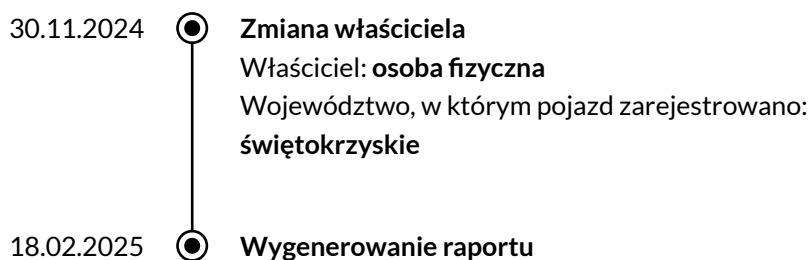 30.11.2024 Zmiana właściciela
Właściciel: osoba fizyczna
Województwo, w którym pojazd zarejestrowano:
świętokrzyskie
18.02.2025 Wygenerowanie raportu